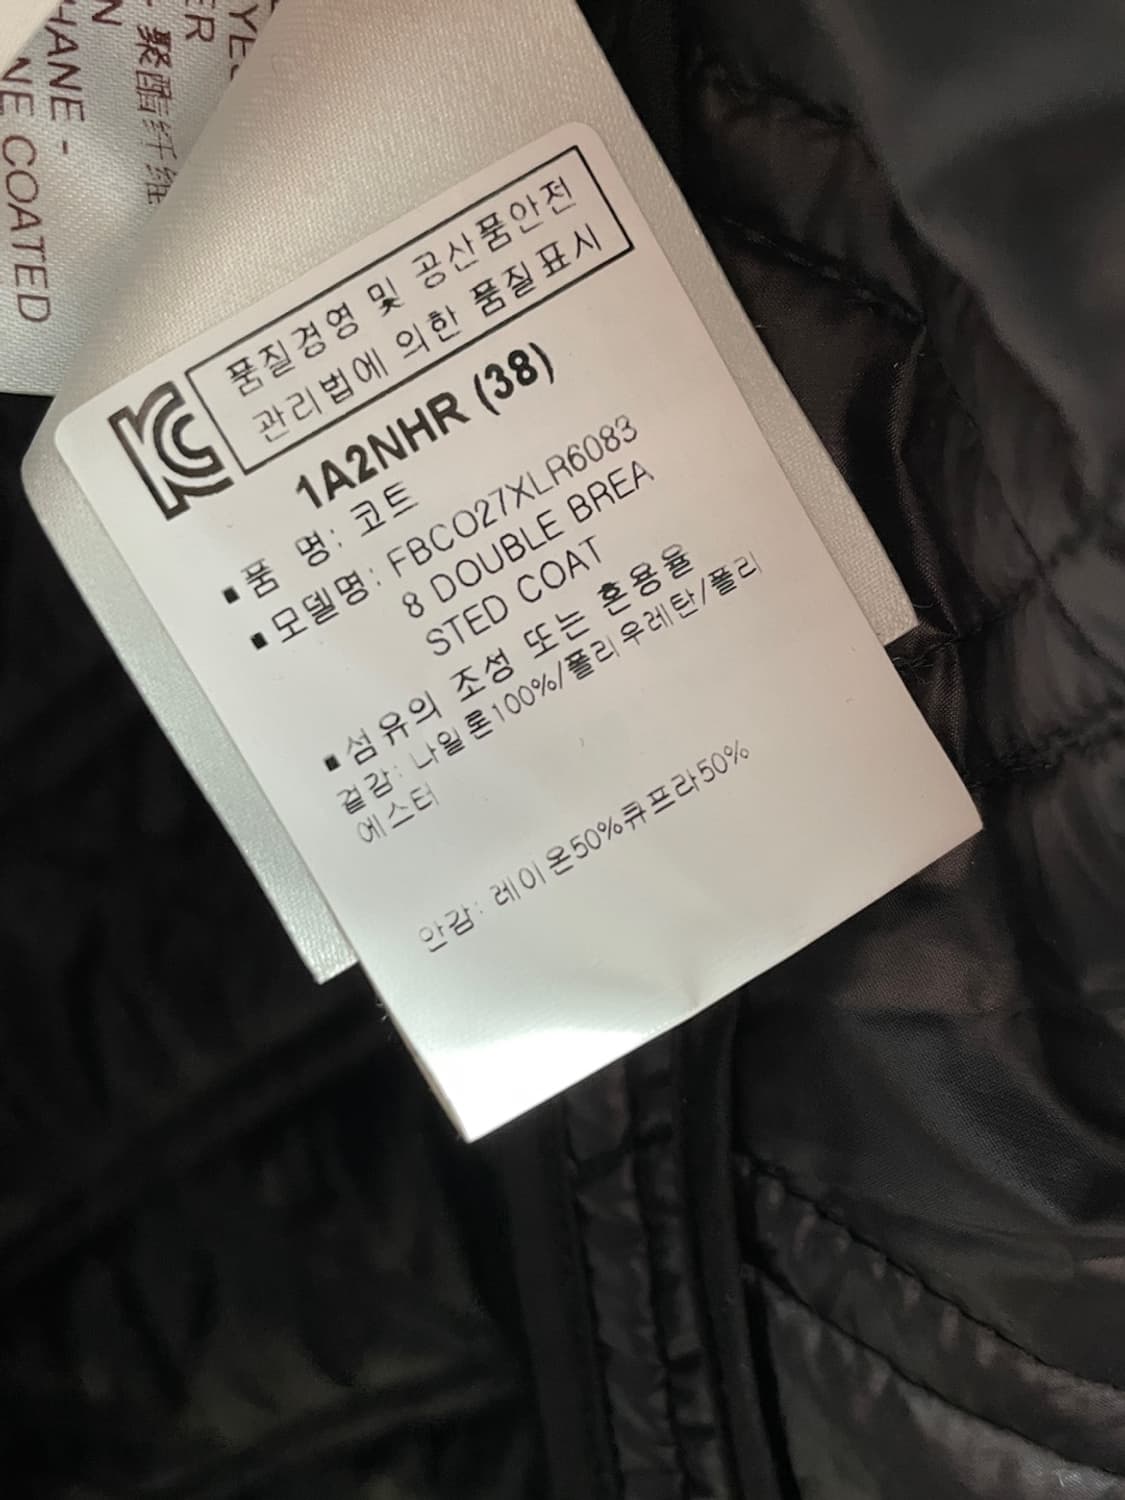 YES
ER
聚酯纤维
N
HANE -
NE COATED
KC
품질경영 및 공산품안전
관리법에 의한 품질표시
1A2NHR (38)
▪품 명: 코트
▪모델명: FBCO27XLR6083
8 DOUBLE BREA
STED COAT
▪섬유의 조성 또는 혼용율
겉감: 나일론100%/폴리우레탄/폴리
에스터
안감: 레이온50%큐프라50%